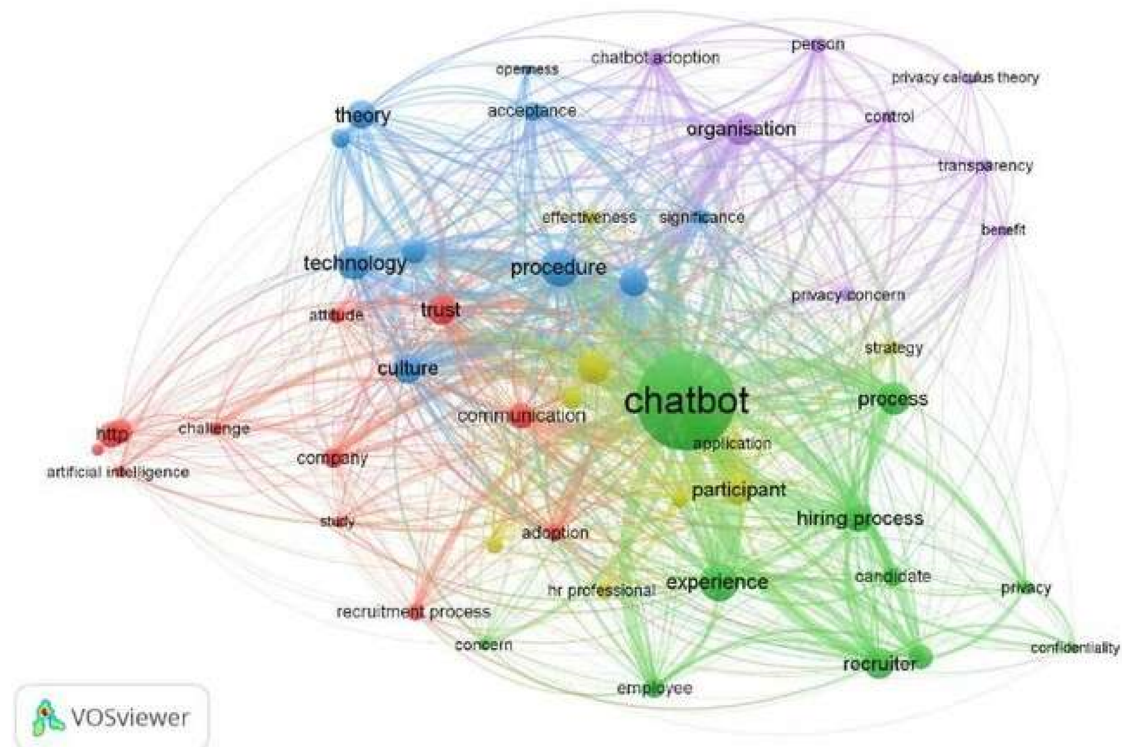 person
chatbot adoption
openness
privacy calculus theory
theory
acceptance
organisation
control
transparency
effectiveness
significance
benefit
technology
procedure
privacy concern
attitude
trust
strategy
culture
chatbot
process
communication
http
challenge
application
company
artificial intelligence
participant
hiring process
study
adoption
experience
candidate
hr professional
privacy
recruitment process
concern
confidentiality
recruiter
employee
VOSviewer